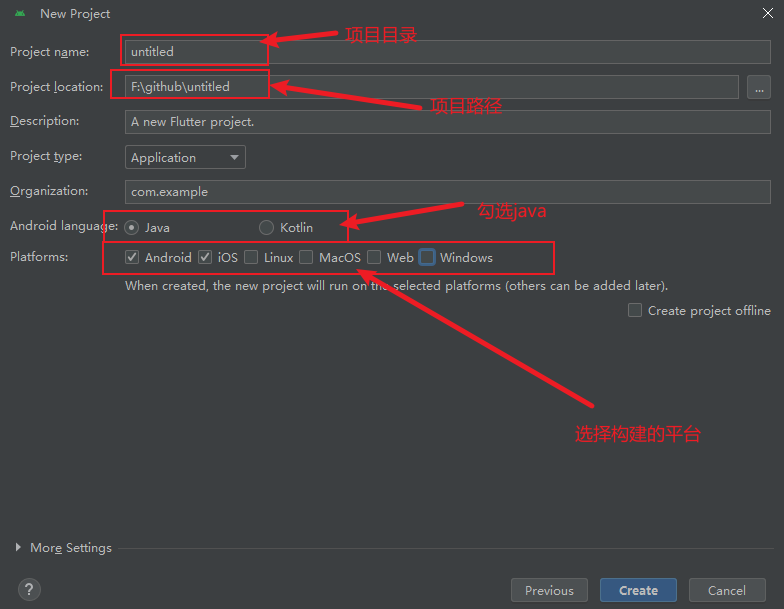 New Project
Project name: untitled 项目目录
Project location: F:\github\untitled ...
项目路径
Description: A new Flutter project.
Project type: Application
Organization: com.example
勾选java
Android language: Java Kotlin
Platforms: Android iOS Linux MacOS Web Windows
When created, the new project will run on the selected platforms (others can be added later).
Create project offline
选择构建的平台
More Settings
? Previous Create Cancel